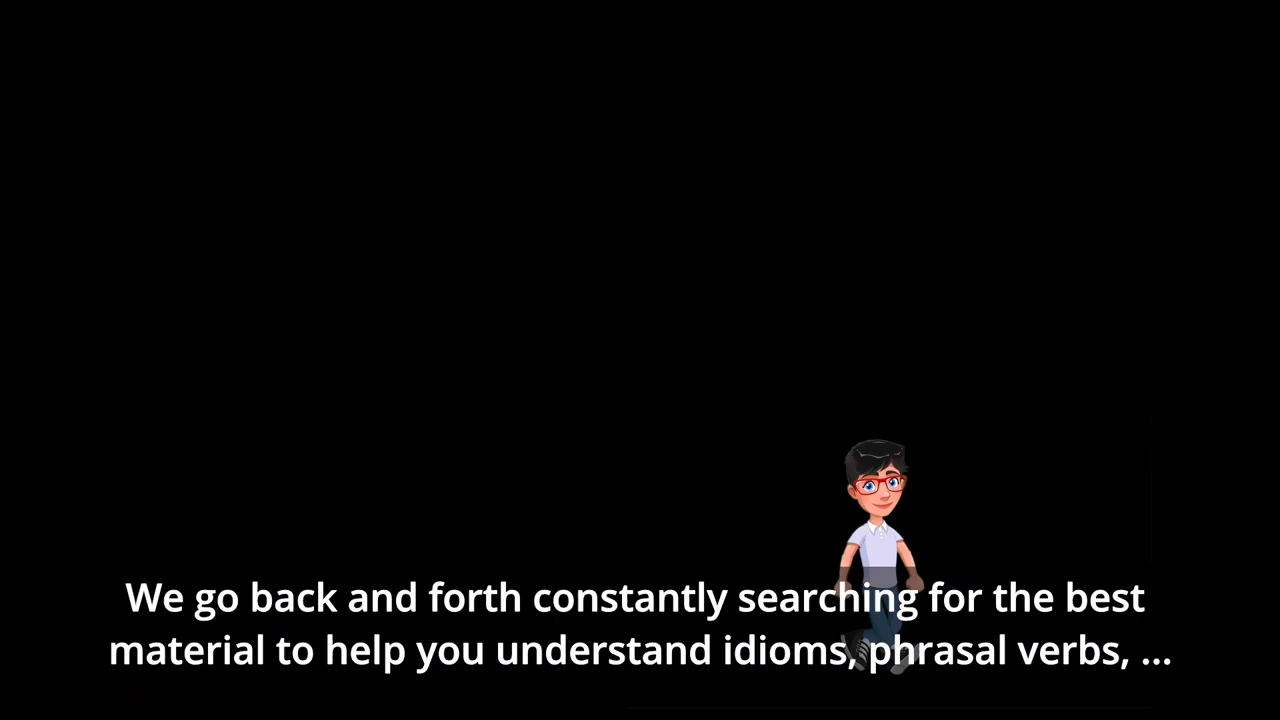 We go back and forth constantly searching for the best
material to help you understand idioms, phrasal verbs, ...